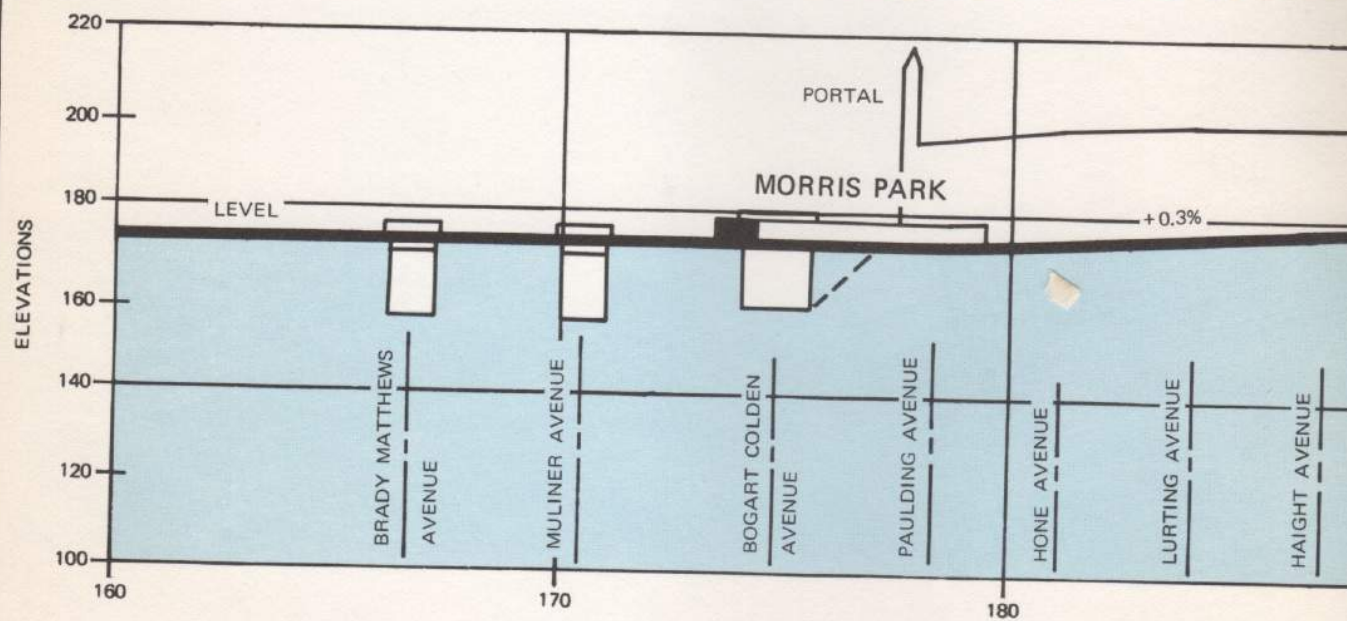 220
200
180
160
140
120
100
ELEVATIONS
PORTAL
MORRIS PARK
LEVEL
+0.3%
BRADY MATTHEWS
AVENUE
MULINER AVENUE
BOGART COLDEN
AVENUE
PAULDING AVENUE
HONE AVENUE
LURTING AVENUE
HAIGHT AVENUE
160
170
180